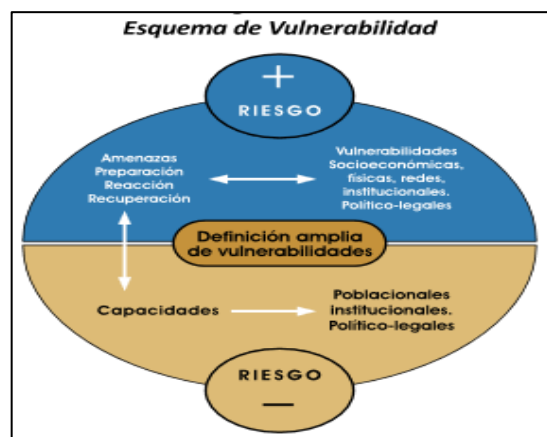 Esquema de Vulnerabilidad
+
RIESGO
Amenazas
Preparación
Reacción
Recuperación
Vulnerabilidades
Socioeconómicas,
físicas, redes,
institucionales.
Político-legales
Definición amplia
de vulnerabilidades
Capacidades
Poblacionales
institucionales.
Político-legales
RIESGO
—